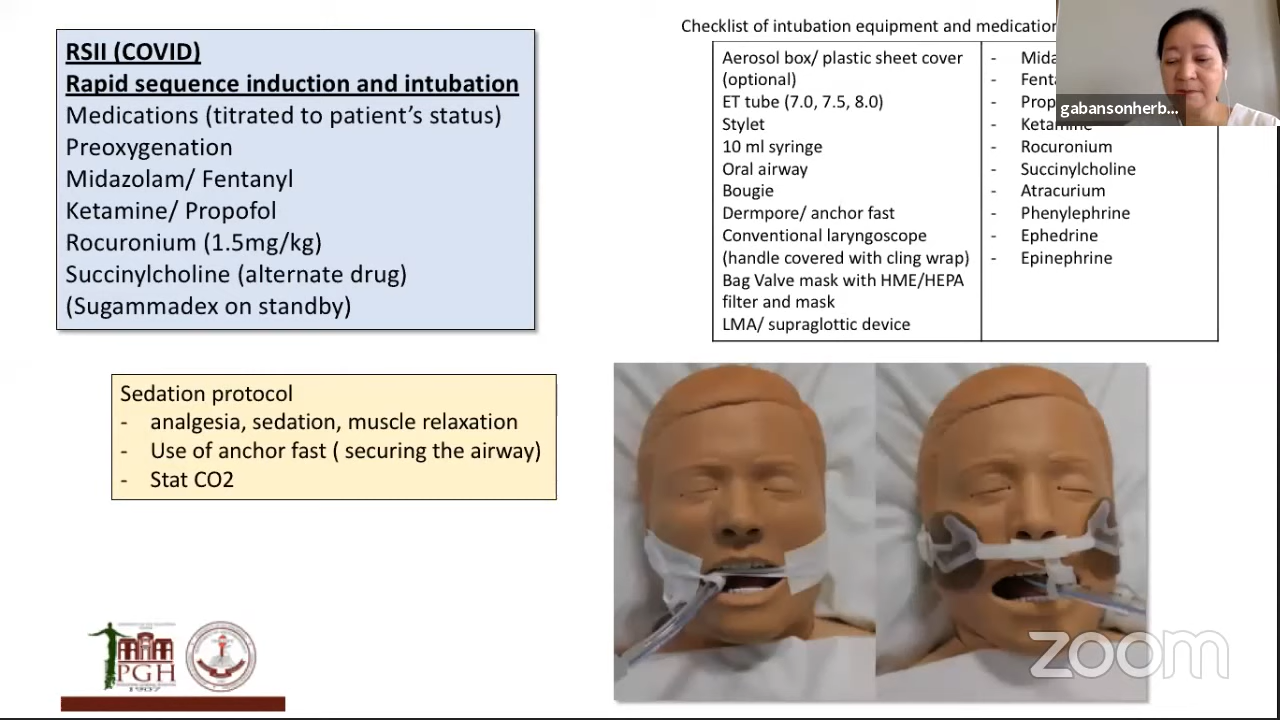 RSII (COVID)
Rapid sequence induction and intubation
Medications (titrated to patient's status)
Preoxygenation
Midazolam/ Fentanyl
Ketamine/ Propofol
Rocuronium (1.5mg/kg)
Succinylcholine (alternate drug)
(Sugammadex on standby)
Sedation protocol
- analgesia, sedation, muscle relaxation
- Use of anchor fast ( securing the airway)
- Stat CO2
Checklist of intubation equipment and
Aerosol box/ plastic sheet cover
(optional)
ET tube (7.0, 7.5, 8.0)
Stylet
10 ml syringe
Oral airway
Bougie
Dermpore/ anchor fast
Conventional laryngoscope
(handle covered with cling wrap)
Bag Valve mask with HME/HEPA
filter and mask
LMA/ supraglottic device
- Ketamine
- Rocuronium
- Succinylcholine
- Atracurium
- Phenylephrine
- Ephedrine
- Epinephrine
gabansonherb...
PGH
1907
zoom